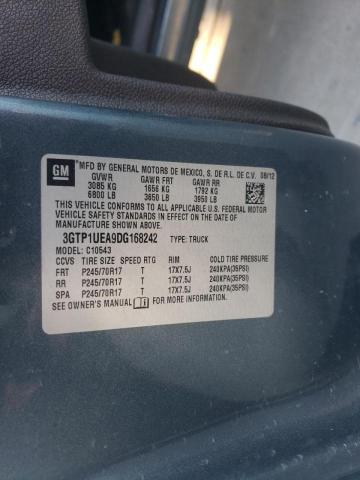 GM
MFD BY GENERAL MOTORS DE MEXICO, S. DE R.L. DE C.V. 08/12
GVWR GAWR FRT GAWR RR
3085 KG 1656 KG 1792 KG
6800 LB 3650 LB 3950 LB
THIS VEHICLE CONFORMS TO ALL APPLICABLE U.S. FEDERAL MOTOR
VEHICLE SAFETY STANDARDS IN EFFECT ON THE DATE OF
MANUFACTURE SHOWN ABOVE.
3GTP1UEA9DG168242 TYPE: TRUCK
MODEL: C10543
CCVS TIRE SIZE SPEED RTG RIM COLD TIRE PRESSURE
FRT P245/70R17 T 17X7.5J 240KPA(35PSI)
RR P245/70R17 T 17X7.5J 240KPA(35PSI)
SPA P245/70R17 T 17X7.5J 240KPA(35PSI)
SEE OWNER'S MANUAL FOR MORE INFORMATION.